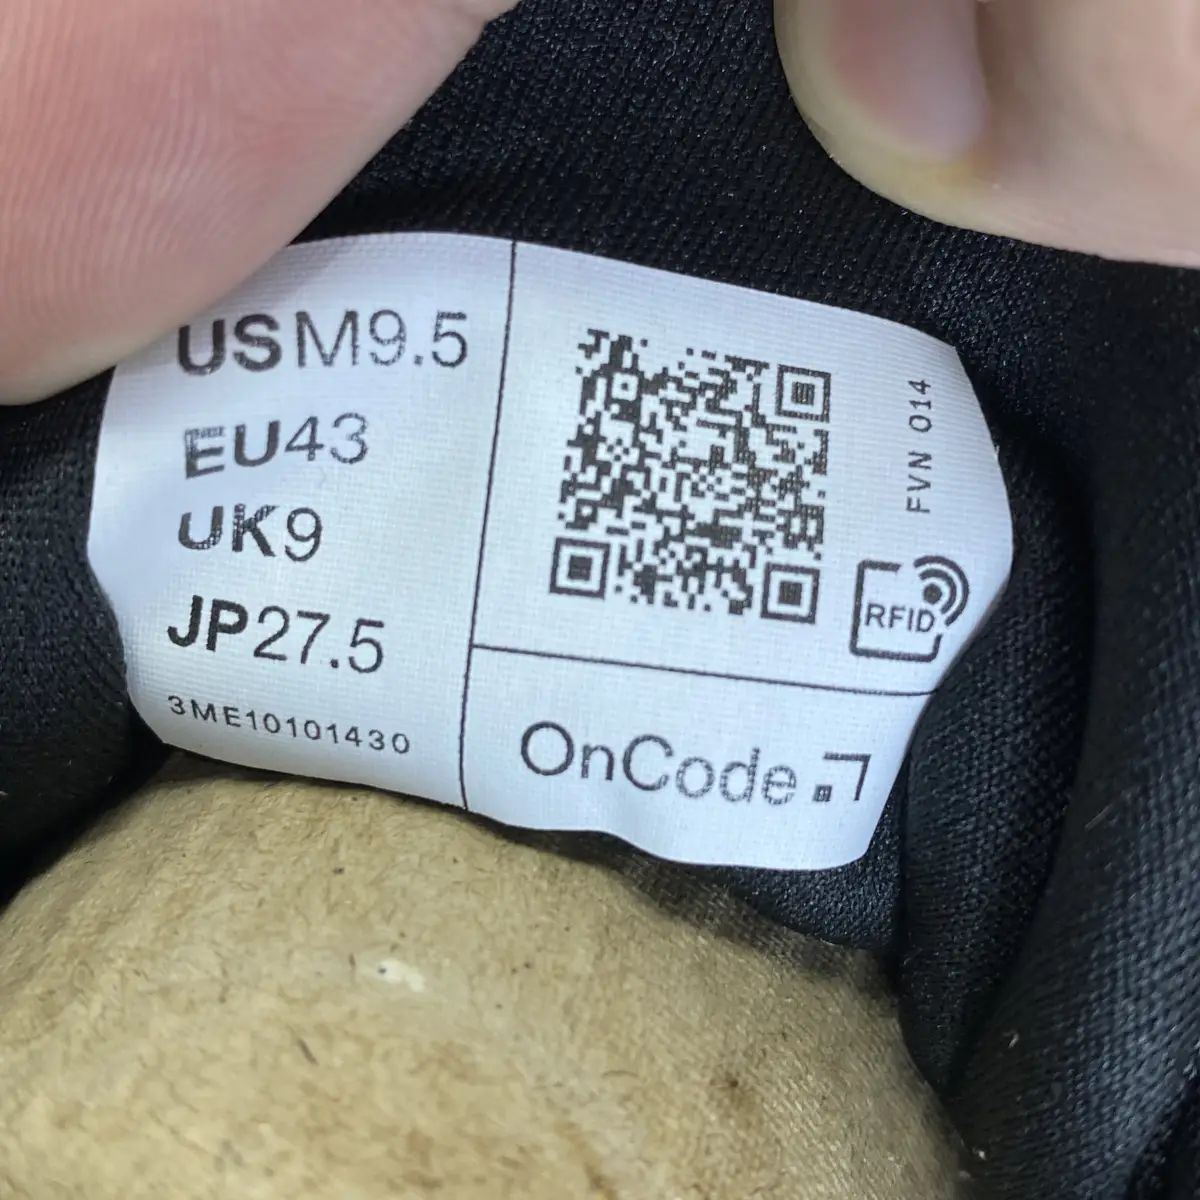 USM9.5
EU43
UK9
JP27.5
3ME10101430
FVN 014
RFID
OnCode